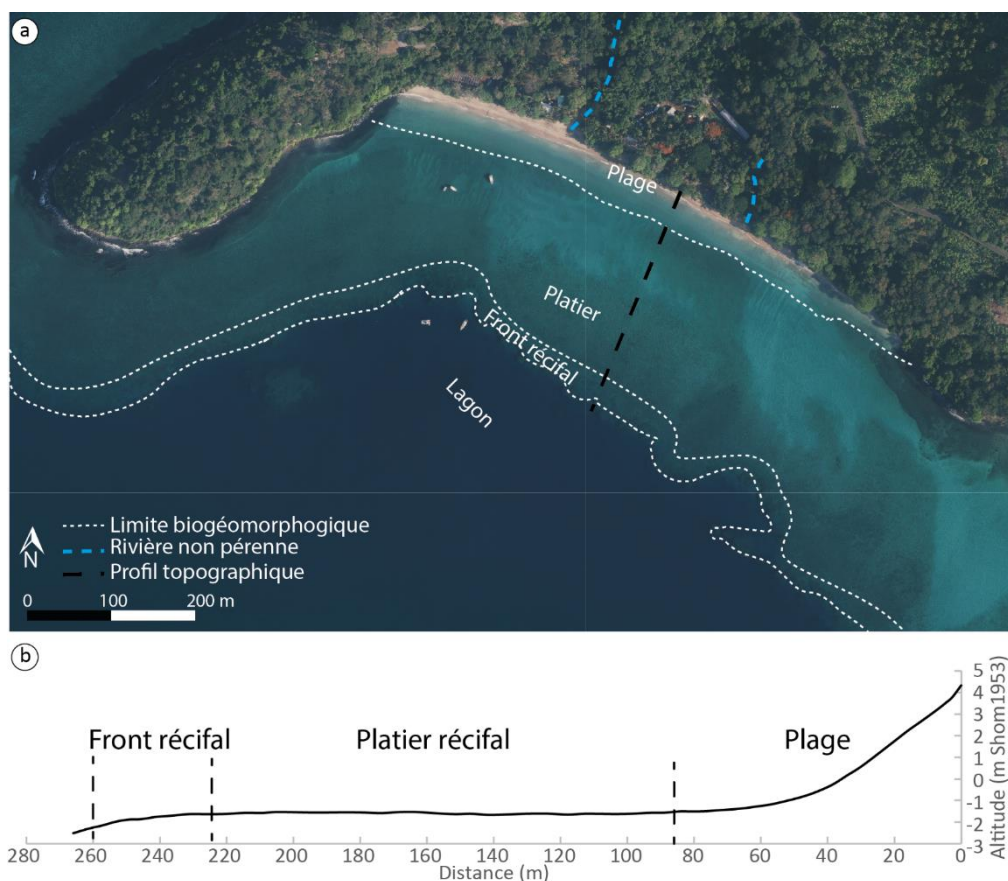 a
Plage
Platier
Front récifal
Lagon
Limite biogéomorphogique
Rivière non pérenne
Profil topographique
N
0 100 200 m
b
Front récifal Platier récifal Plage
5
4
3
2
1
0
-1
-2
-3
Altitude (m Shom1953)
280 260 240 220 200 180 160 140 120 100 80 60 40 20 0
Distance (m)